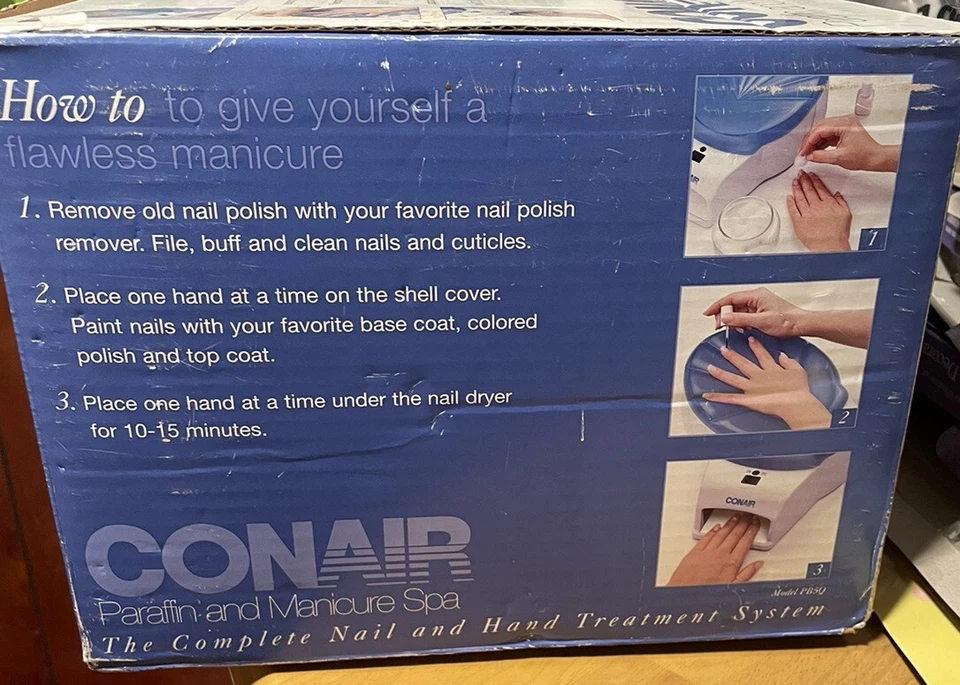 How to to give yourself a
flawless manicure
1. Remove old nail polish with your favorite nail polish
remover. File, buff and clean nails and cuticles.
2. Place one hand at a time on the shell cover.
Paint nails with your favorite base coat, colored
polish and top coat.
3. Place one hand at a time under the nail dryer
for 10-15 minutes.
1
2
CONAIR
3
CONAIR
Paraffin and Manicure Spa
Model PB5Q
The Complete Nail and Hand Treatment System